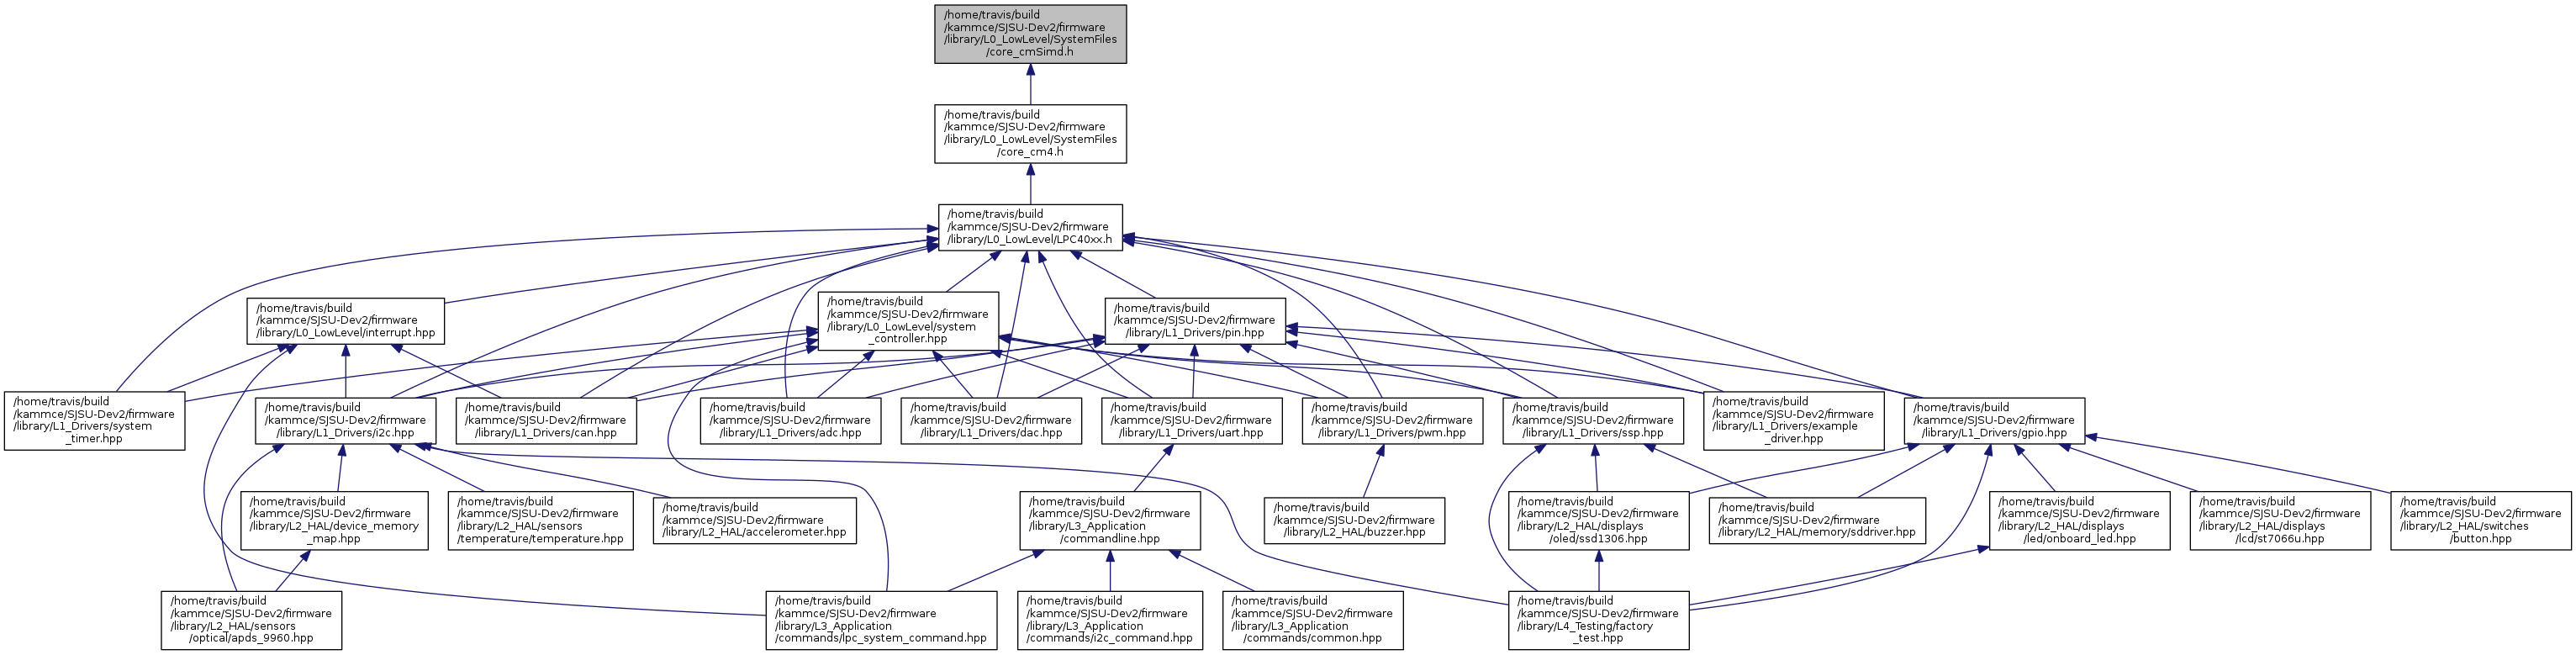 /home/travis/build
/kammce/SJSU-Dev2/firmware
/library/L0_LowLevel/SystemFiles
/core_cmSimd.h
/home/travis/build
/kammce/SJSU-Dev2/firmware
/library/L0_LowLevel/SystemFiles
/core_cm4.h
/home/travis/build
/kammce/SJSU-Dev2/firmware
/library/L0_LowLevel/LPC40xx.h
/home/travis/build
/kammce/SJSU-Dev2/firmware
/library/L0_LowLevel/interrupt.hpp
/home/travis/build
/kammce/SJSU-Dev2/firmware
/library/L0_LowLevel/system
_controller.hpp
/home/travis/build
/kammce/SJSU-Dev2/firmware
/library/L1_Drivers/pin.hpp
/home/travis/build
/kammce/SJSU-Dev2/firmware
/library/L1_Drivers/system
_timer.hpp
/home/travis/build
/kammce/SJSU-Dev2/firmware
/library/L1_Drivers/i2c.hpp
/home/travis/build
/kammce/SJSU-Dev2/firmware
/library/L1_Drivers/can.hpp
/home/travis/build
/kammce/SJSU-Dev2/firmware
/library/L1_Drivers/adc.hpp
/home/travis/build
/kammce/SJSU-Dev2/firmware
/library/L1_Drivers/dac.hpp
/home/travis/build
/kammce/SJSU-Dev2/firmware
/library/L1_Drivers/uart.hpp
/home/travis/build
/kammce/SJSU-Dev2/firmware
/library/L1_Drivers/pwm.hpp
/home/travis/build
/kammce/SJSU-Dev2/firmware
/library/L1_Drivers/ssp.hpp
/home/travis/build
/kammce/SJSU-Dev2/firmware
/library/L1_Drivers/example
_driver.hpp
/home/travis/build
/kammce/SJSU-Dev2/firmware
/library/L1_Drivers/gpio.hpp
/home/travis/build
/kammce/SJSU-Dev2/firmware
/library/L2_HAL/device_memory
_map.hpp
/home/travis/build
/kammce/SJSU-Dev2/firmware
/library/L2_HAL/sensors
/temperature/temperature.hpp
/home/travis/build
/kammce/SJSU-Dev2/firmware
/library/L2_HAL/accelerometer.hpp
/home/travis/build
/kammce/SJSU-Dev2/firmware
/library/L3_Application
/commandline.hpp
/home/travis/build
/kammce/SJSU-Dev2/firmware
/library/L2_HAL/buzzer.hpp
/home/travis/build
/kammce/SJSU-Dev2/firmware
/library/L2_HAL/displays
/oled/ssd1306.hpp
/home/travis/build
/kammce/SJSU-Dev2/firmware
/library/L2_HAL/memory/sddriver.hpp
/home/travis/build
/kammce/SJSU-Dev2/firmware
/library/L2_HAL/displays
/led/onboard_led.hpp
/home/travis/build
/kammce/SJSU-Dev2/firmware
/library/L2_HAL/displays
/lcd/st7066u.hpp
/home/travis/build
/kammce/SJSU-Dev2/firmware
/library/L2_HAL/switches
/button.hpp
/home/travis/build
/kammce/SJSU-Dev2/firmware
/library/L2_HAL/sensors
/optical/apds_9960.hpp
/home/travis/build
/kammce/SJSU-Dev2/firmware
/library/L3_Application
/commands/lpc_system_command.hpp
/home/travis/build
/kammce/SJSU-Dev2/firmware
/library/L3_Application
/commands/i2c_command.hpp
/home/travis/build
/kammce/SJSU-Dev2/firmware
/library/L3_Application
/commands/common.hpp
/home/travis/build
/kammce/SJSU-Dev2/firmware
/library/L4_Testing/factory
_test.hpp